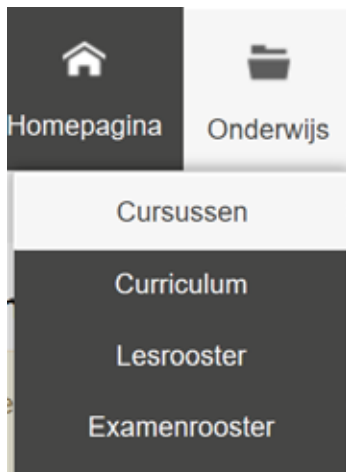 Homepagina
Onderwijs
Cursussen
Curriculum
Lesrooster
Examenrooster